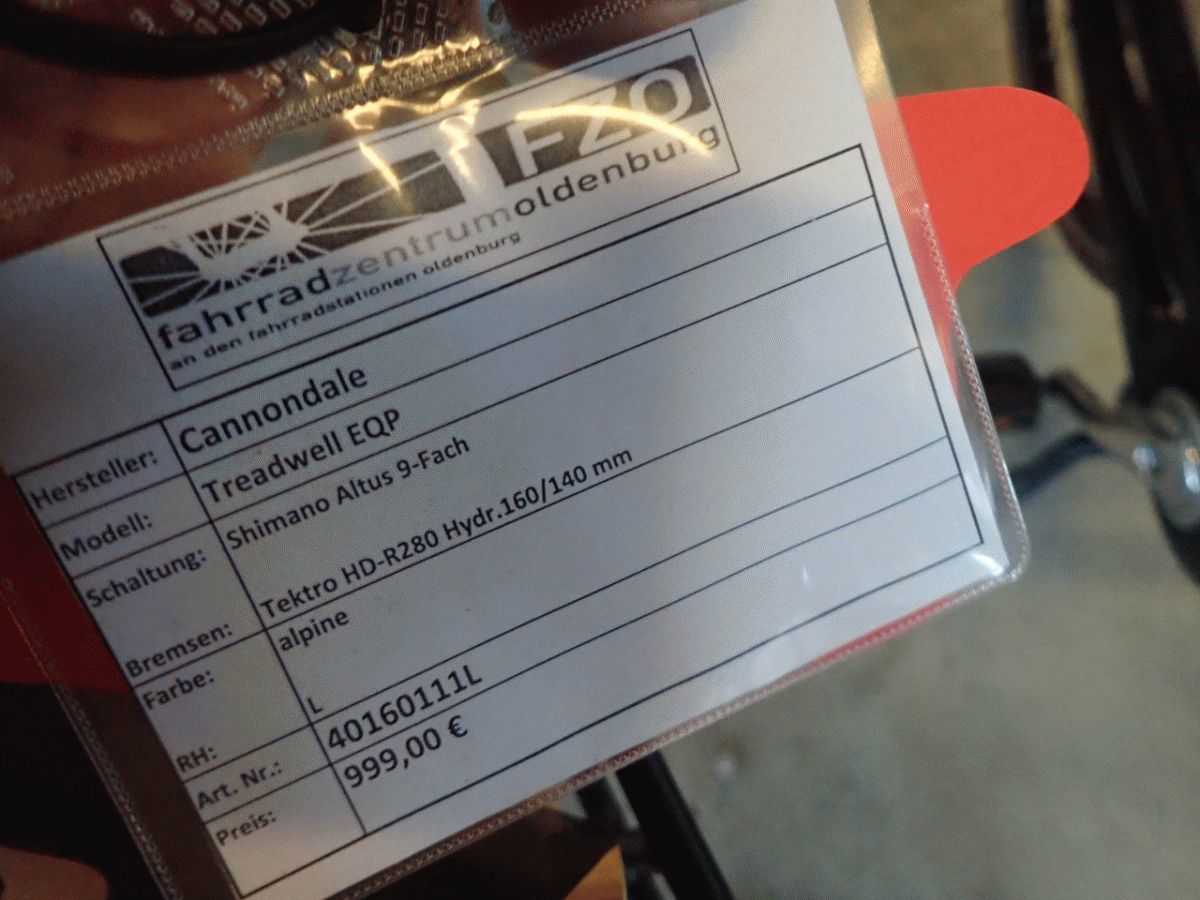 FZO
fahrradzentrumoldenburg
an den fahrradstationen oldenburg
Hersteller: Cannondale
Modell: Treadwell EQP
Schaltung: Shimano Altus 9-Fach
Bremsen: Tektro HD-R280 Hydr.160/140 mm
Farbe: alpine
RH: L
Art. Nr.: 40160111L
Preis: 999,00 €